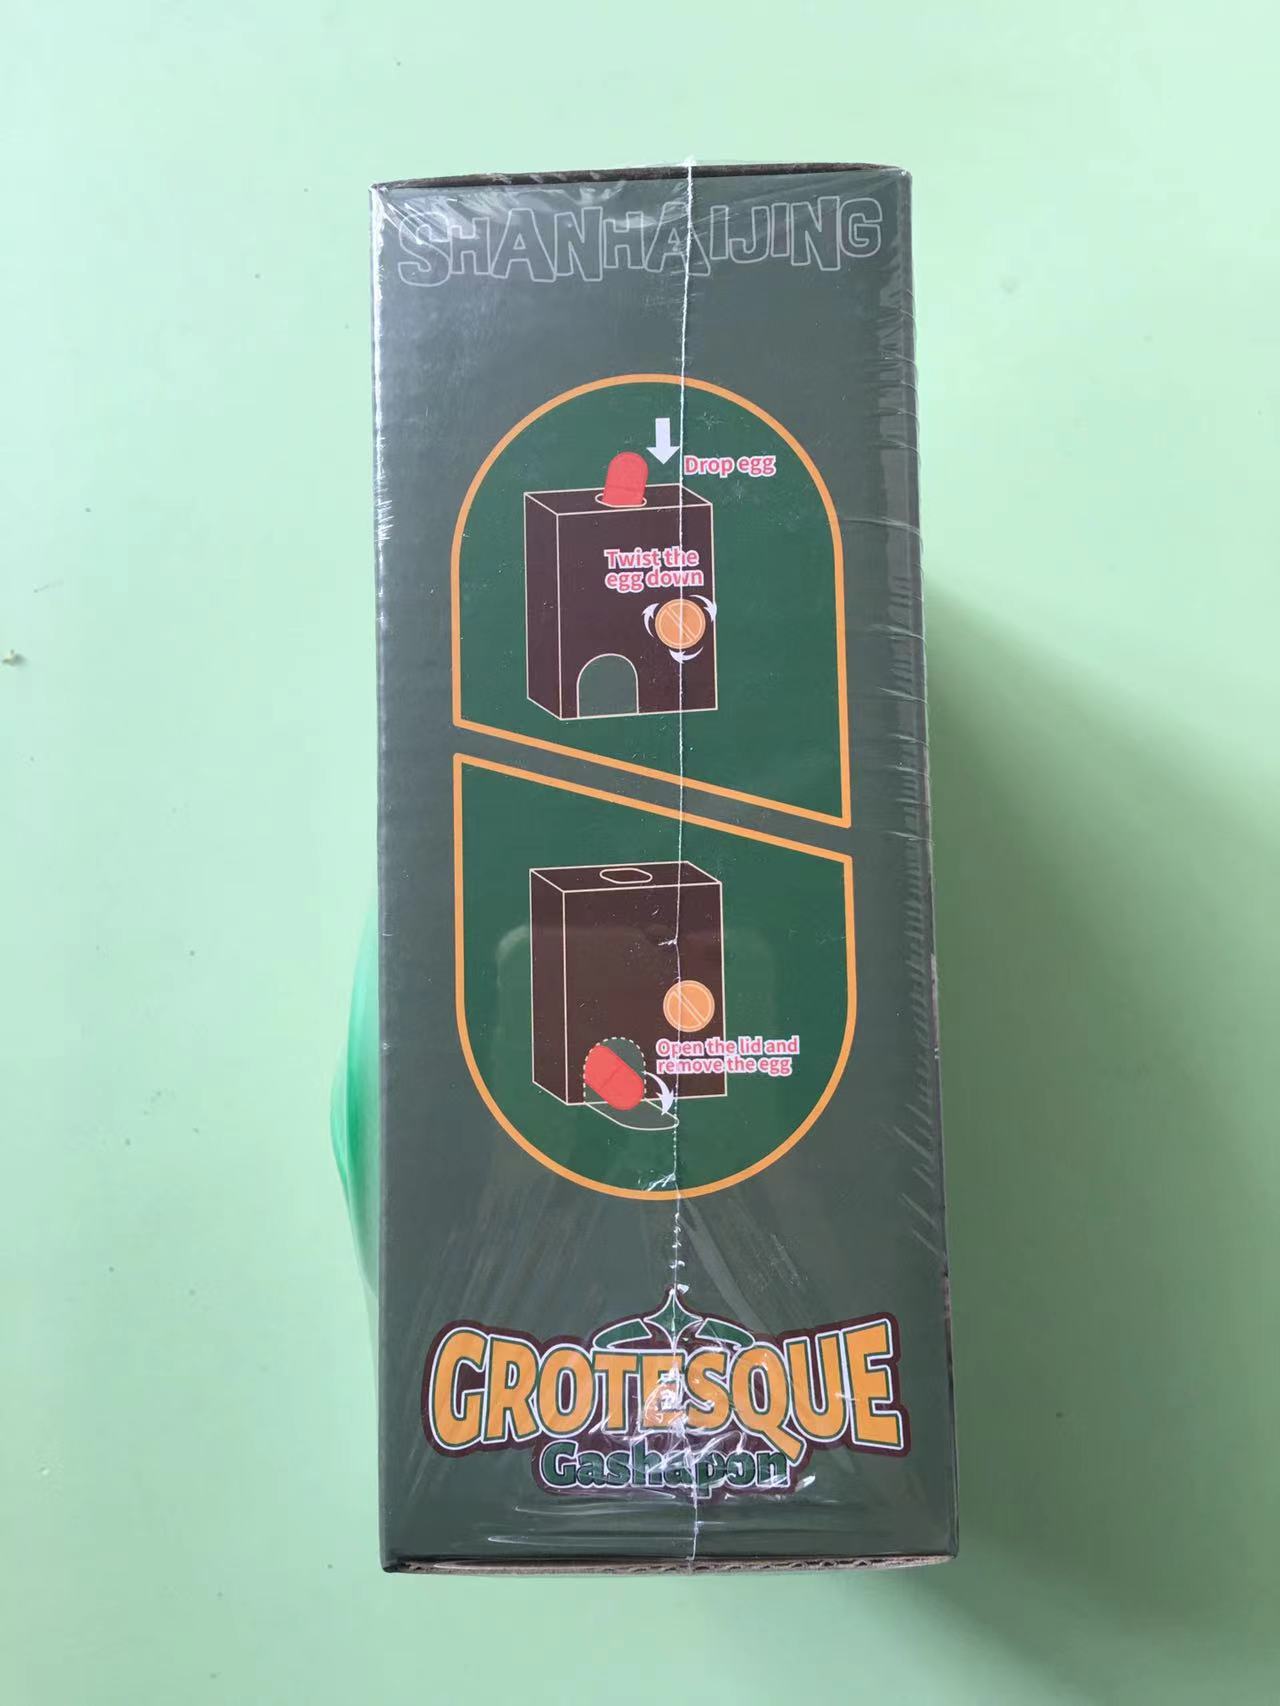 SHANHAIJING
Drop egg
Twist the
egg down
Open the lid and
remove the egg
GROTESQUE
Gashapon